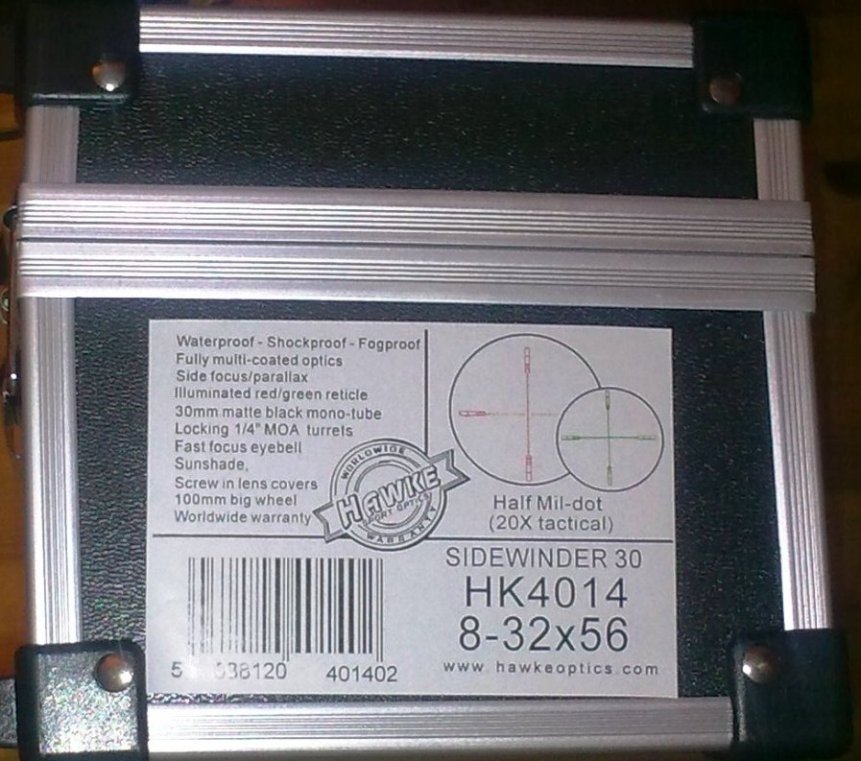 Waterproof - Shockproof - Fogproof
Fully multi-coated optics
Side focus/parallax
Illuminated red/green reticle
30mm matte black mono-tube
Locking 1/4" MOA turrets
Fast focus eyebell
Sunshade,
Screw in lens covers
100mm big wheel
Worldwide warranty
WORLDWIDE
HAWKE
SPORT OPTICS
WARRANTY
Half Mil-dot
(20X tactical)
SIDEWINDER 30
HK4014
8-32x56
www.hawkeoptics.com
5 038120 401402